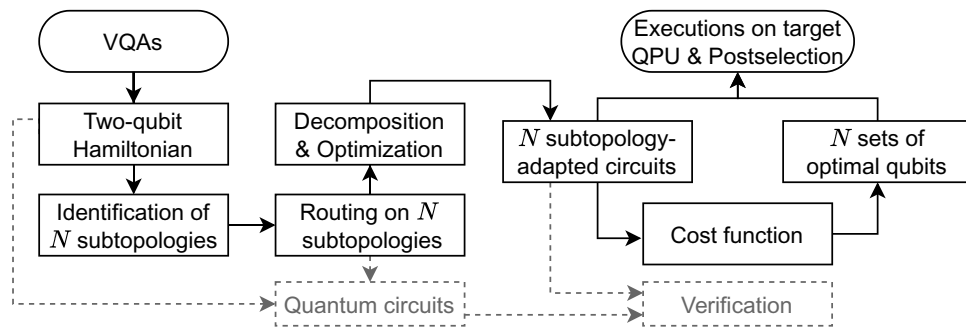 VQAs
Two-qubit
Hamiltonian
Identification of
N subtopologies
Decomposition
& Optimization
Routing on N
subtopologies
Quantum circuits
Executions on target
QPU & Postselection
N subtopology-
adapted circuits
N sets of
optimal qubits
Cost function
Verification